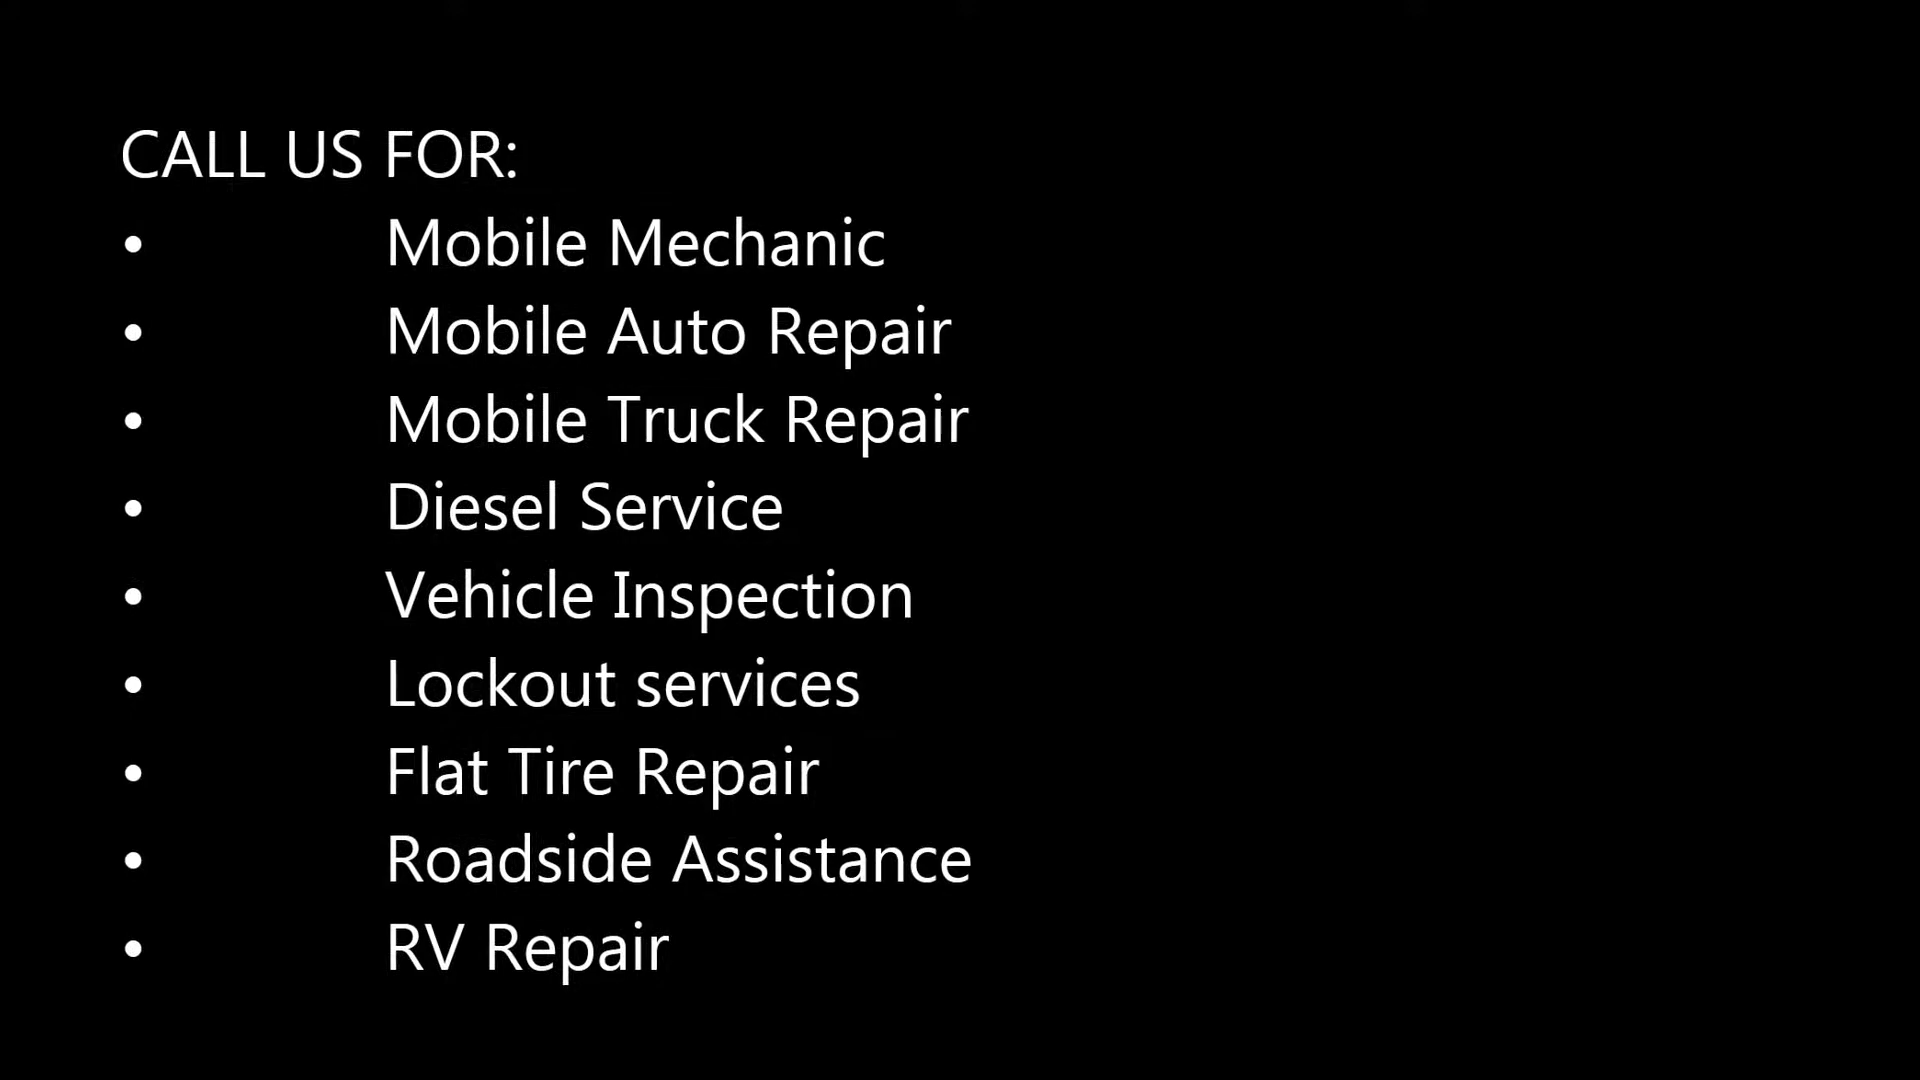 CALL US FOR:
• Mobile Mechanic
• Mobile Auto Repair
• Mobile Truck Repair
• Diesel Service
• Vehicle Inspection
• Lockout services
• Flat Tire Repair
• Roadside Assistance
• RV Repair